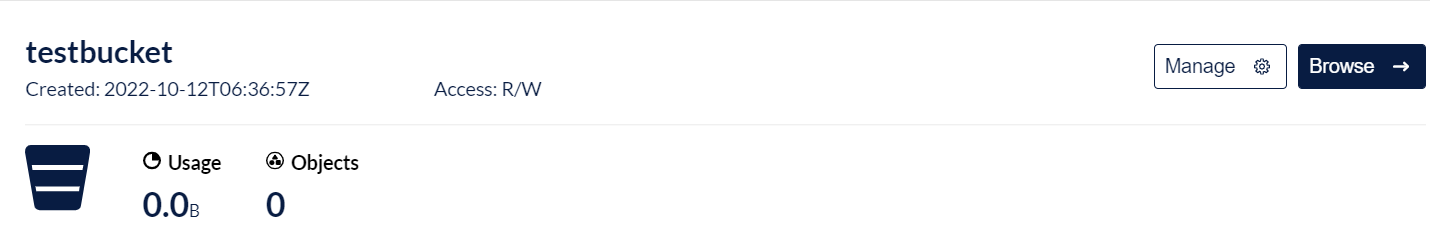 testbucket
Created: 2022-10-12T06:36:57Z Access: R/W
Manage Browse
Usage Objects
0.0B 0